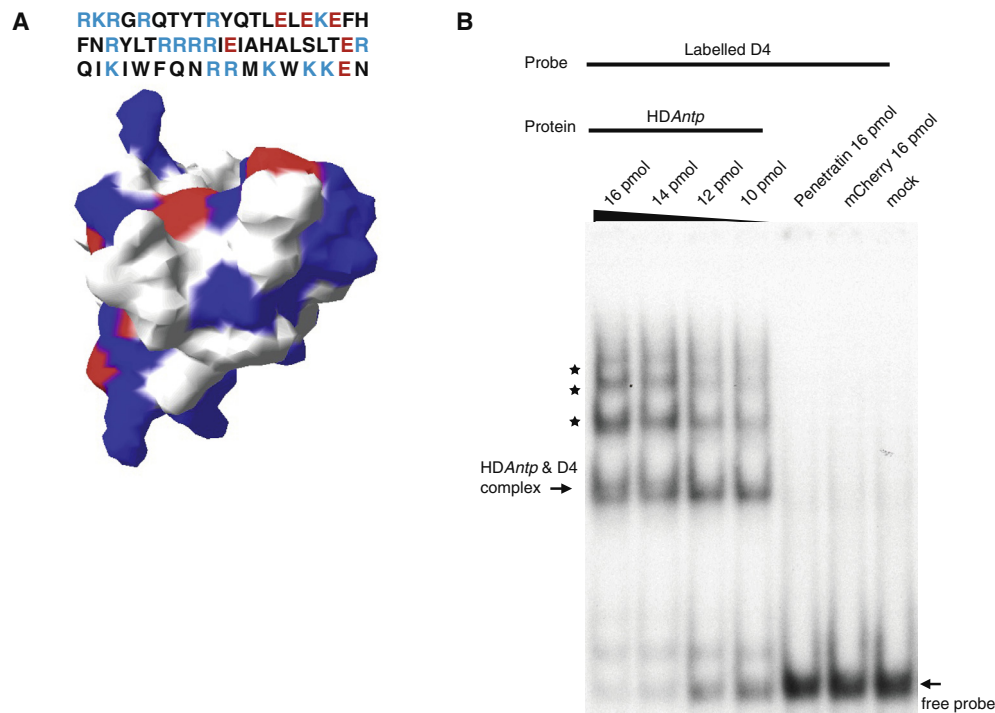 A
RKRGRQTYTRYQTLELEKEFH
FNRYLTRRRRIEIAHALSLTER
QIKIWFQNRRMKWKKEN
B
Probe
Labelled D4
Protein
HDAntp
16 pmol
14 pmol
12 pmol
10 pmol
Penetratin 16 pmol
mCherry 16 pmol
mock
HDAntp & D4
complex
free probe